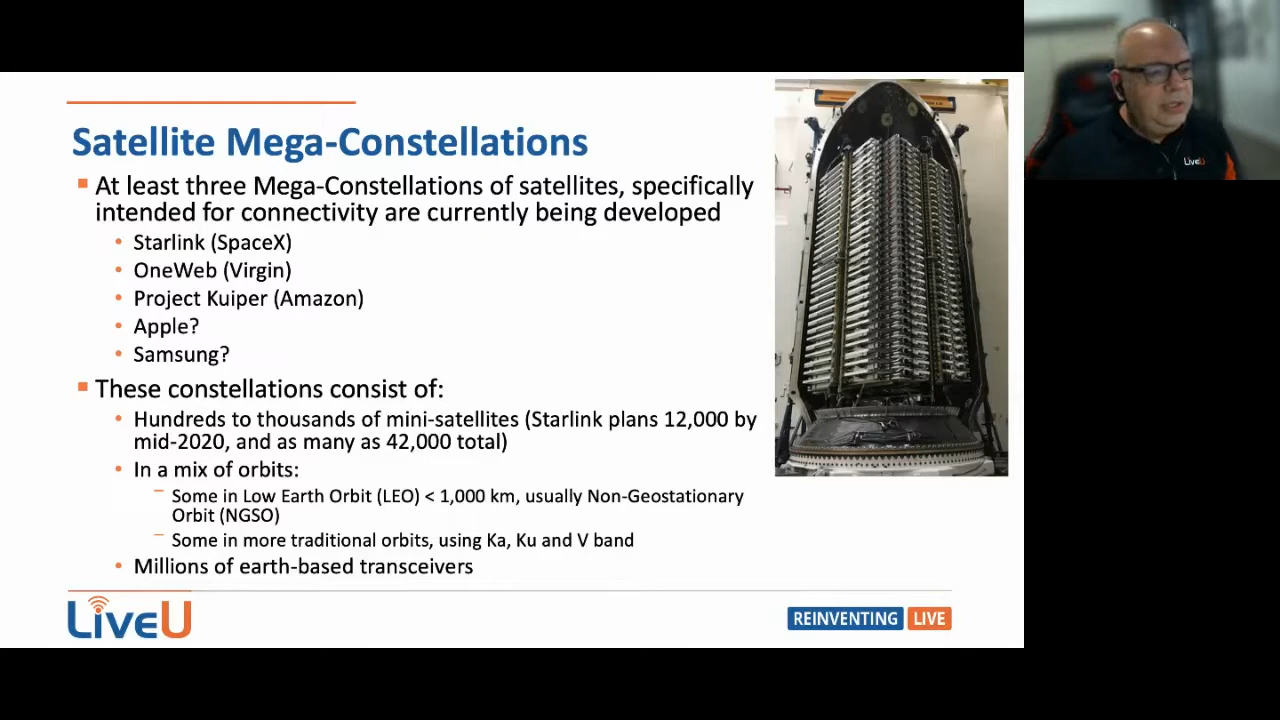 Satellite Mega-Constellations
At least three Mega-Constellations of satellites, specifically
intended for connectivity are currently being developed
Starlink (SpaceX)
OneWeb (Virgin)
Project Kuiper (Amazon)
Apple?
Samsung?
These constellations consist of:
Hundreds to thousands of mini-satellites (Starlink plans 12,000 by
mid-2020, and as many as 42,000 total)
In a mix of orbits:
Some in Low Earth Orbit (LEO) < 1,000 km, usually Non-Geostationary
Orbit (NGSO)
Some in more traditional orbits, using Ka, Ku and V band
Millions of earth-based transceivers
LiveU
REINVENTING LIVE
LiveU